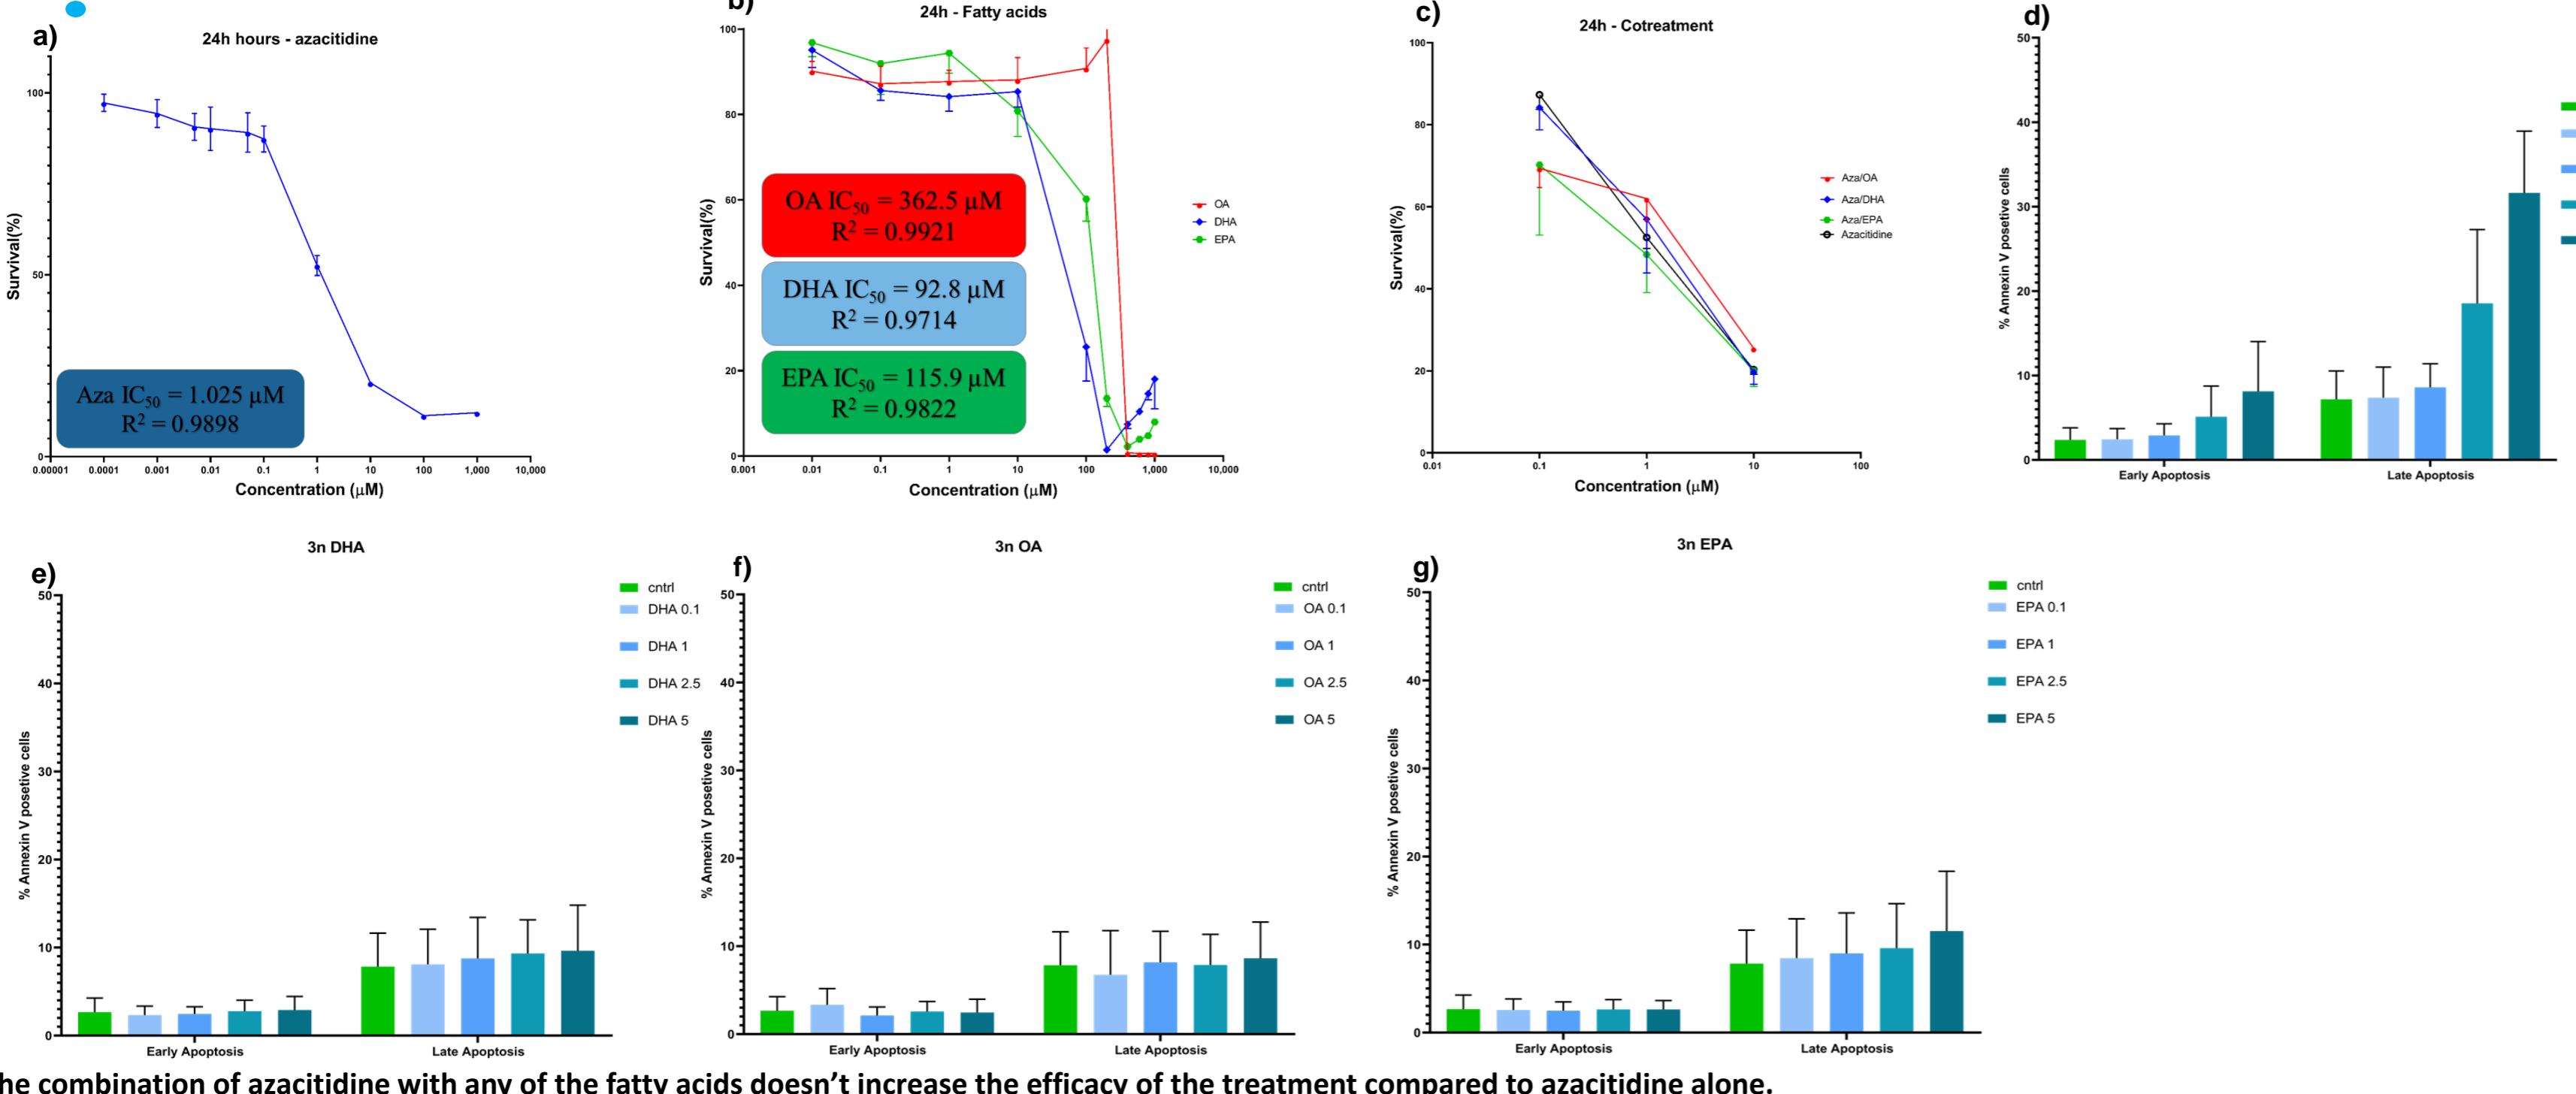 a)
24h hours - azacitidine
Survival(%)
100
50
0
0.00001 0.0001 0.001 0.01 0.1 1 10 100 1,000 10,000
Concentration (µM)
Aza IC50 = 1.025 µM
R² = 0.9898
b)
24h - Fatty acids
Survival(%)
100
80
60
40
20
0
0.001 0.01 0.1 1 10 100 1,000 10,000
Concentration (µM)
OA IC50 = 362.5 µM
R² = 0.9921
DHA IC50 = 92.8 µM
R² = 0.9714
EPA IC50 = 115.9 µM
R² = 0.9822
OA
DHA
EPA
c)
24h - Cotreatment
Survival(%)
100
80
60
40
20
0
0.01 0.1 1 10 100
Concentration (µM)
Aza/OA
Aza/DHA
Aza/EPA
Azacitidine
d)
% Annexin V posetive cells
50
40
30
20
10
0
Early Apoptosis Late Apoptosis
e)
3n DHA
% Annexin V posetive cells
50
40
30
20
10
0
Early Apoptosis Late Apoptosis
cntrl
DHA 0.1
DHA 1
DHA 2.5
DHA 5
f)
3n OA
% Annexin V posetive cells
50
40
30
20
10
0
Early Apoptosis Late Apoptosis
cntrl
OA 0.1
OA 1
OA 2.5
OA 5
g)
3n EPA
% Annexin V posetive cells
50
40
30
20
10
0
Early Apoptosis Late Apoptosis
cntrl
EPA 0.1
EPA 1
EPA 2.5
EPA 5
he combination of azacitidine with any of the fatty acids doesn't increase the efficacy of the treatment compared to azacitidine alone.